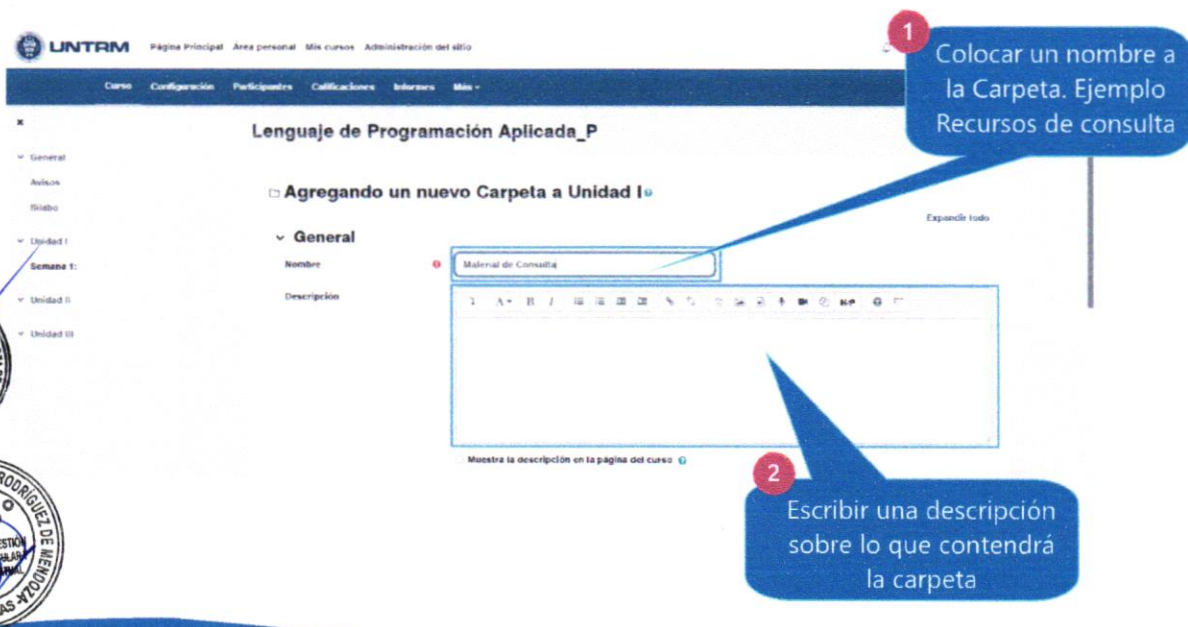 UNTRM
Página Principal Área personal Mis cursos Administración del sitio
Curso Configuración Participantes Calificaciones Informes Más
1
Colocar un nombre a
la Carpeta. Ejemplo
Recursos de consulta
Lenguaje de Programación Aplicada_P
General
Avisos
Sílabo
Unidad I
Semana 1:
Unidad II
Unidad III
Agregando un nuevo Carpeta a Unidad I
Expandir todo
General
Nombre
Material de Consulta
Descripción
Muestra la descripción en la página del curso
2
Escribir una descripción
sobre lo que contendrá
la carpeta
RODRIGUEZ DE MENDOZA